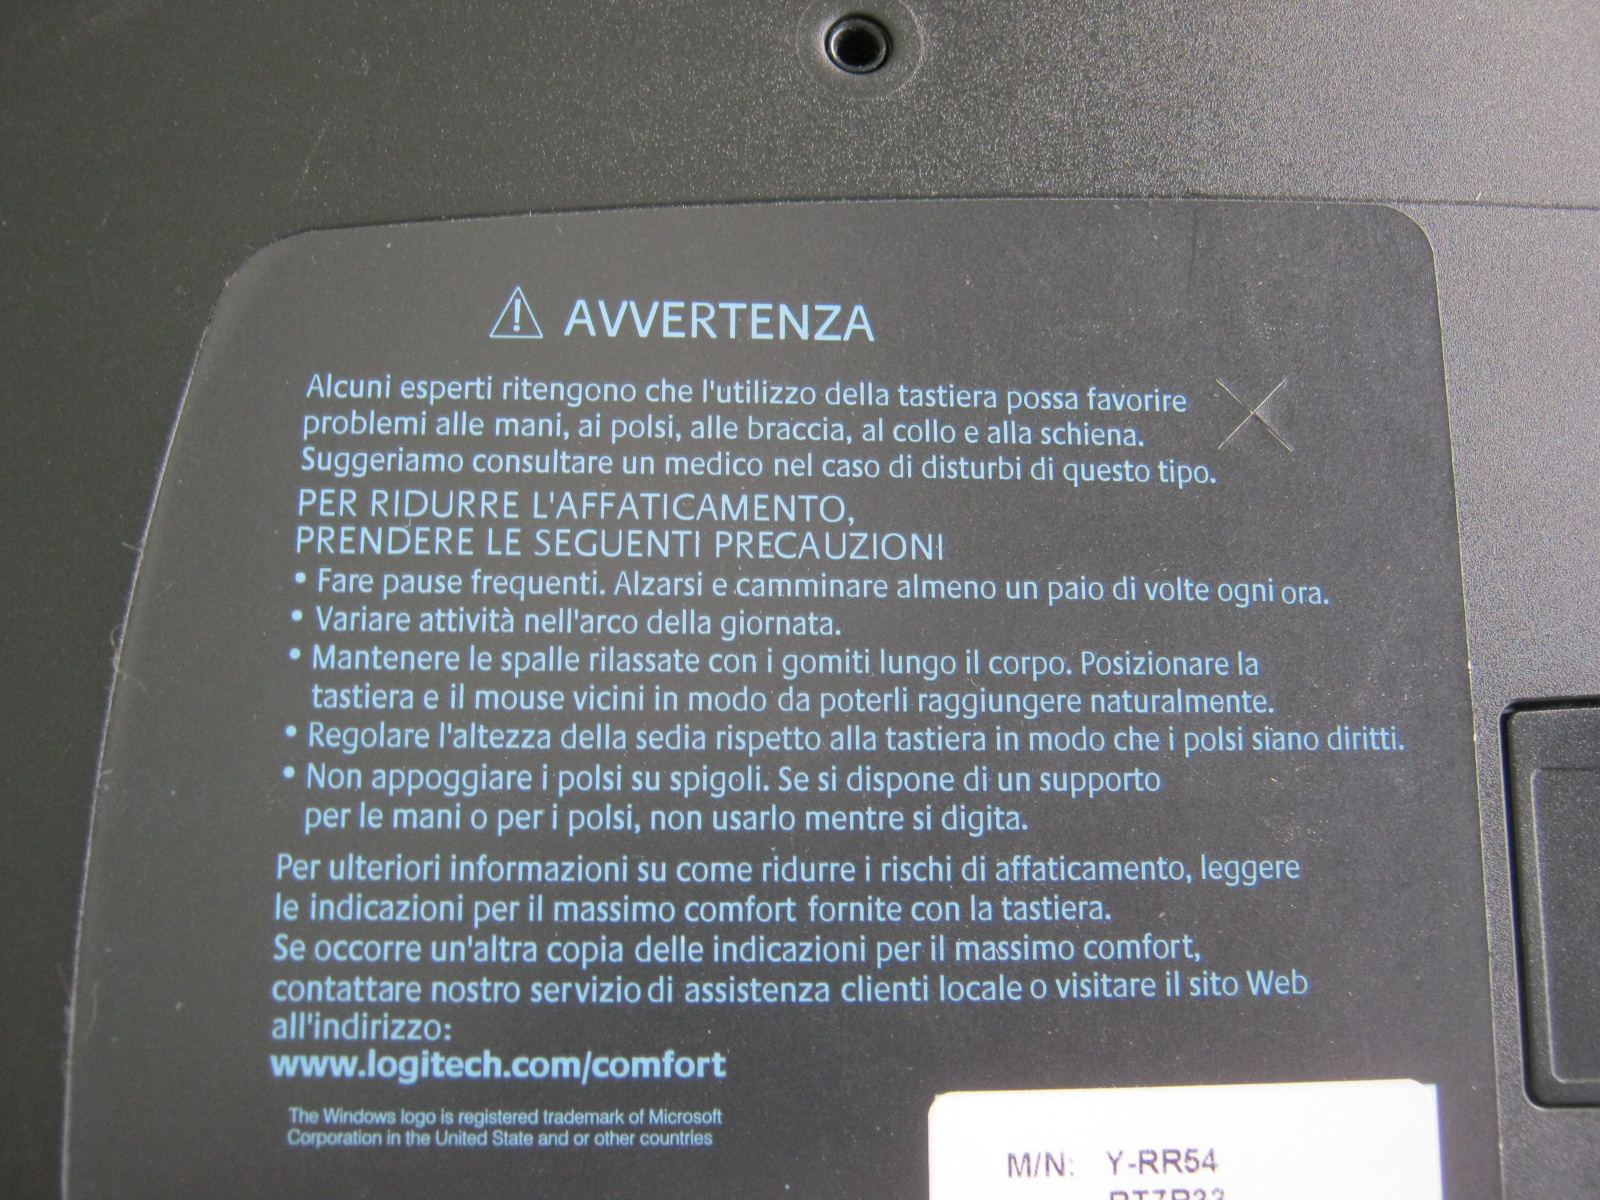 AVVERTENZA
Alcuni esperti ritengono che l'utilizzo della tastiera possa favorire
problemi alle mani, ai polsi, alle braccia, al collo e alla schiena.
Suggeriamo consultare un medico nel caso di disturbi di questo tipo.
PER RIDURRE L'AFFATICAMENTO,
PRENDERE LE SEGUENTI PRECAUZIONI
• Fare pause frequenti. Alzarsi e camminare almeno un paio di volte ogni ora.
• Variare attività nell'arco della giornata.
• Mantenere le spalle rilassate con i gomiti lungo il corpo. Posizionare la
tastiera e il mouse vicini in modo da poterli raggiungere naturalmente.
• Regolare l'altezza della sedia rispetto alla tastiera in modo che i polsi siano diritti.
• Non appoggiare i polsi su spigoli. Se si dispone di un supporto
per le mani o per i polsi, non usarlo mentre si digita.
Per ulteriori informazioni su come ridurre i rischi di affaticamento, leggere
le indicazioni per il massimo comfort fornite con la tastiera.
Se occorre un'altra copia delle indicazioni per il massimo comfort,
contattare nostro servizio di assistenza clienti locale o visitare il sito Web
all'indirizzo:
www.logitech.com/comfort
The Windows logo is registered trademark of Microsoft
Corporation in the United State and or other countries
M/N: Y-RR54